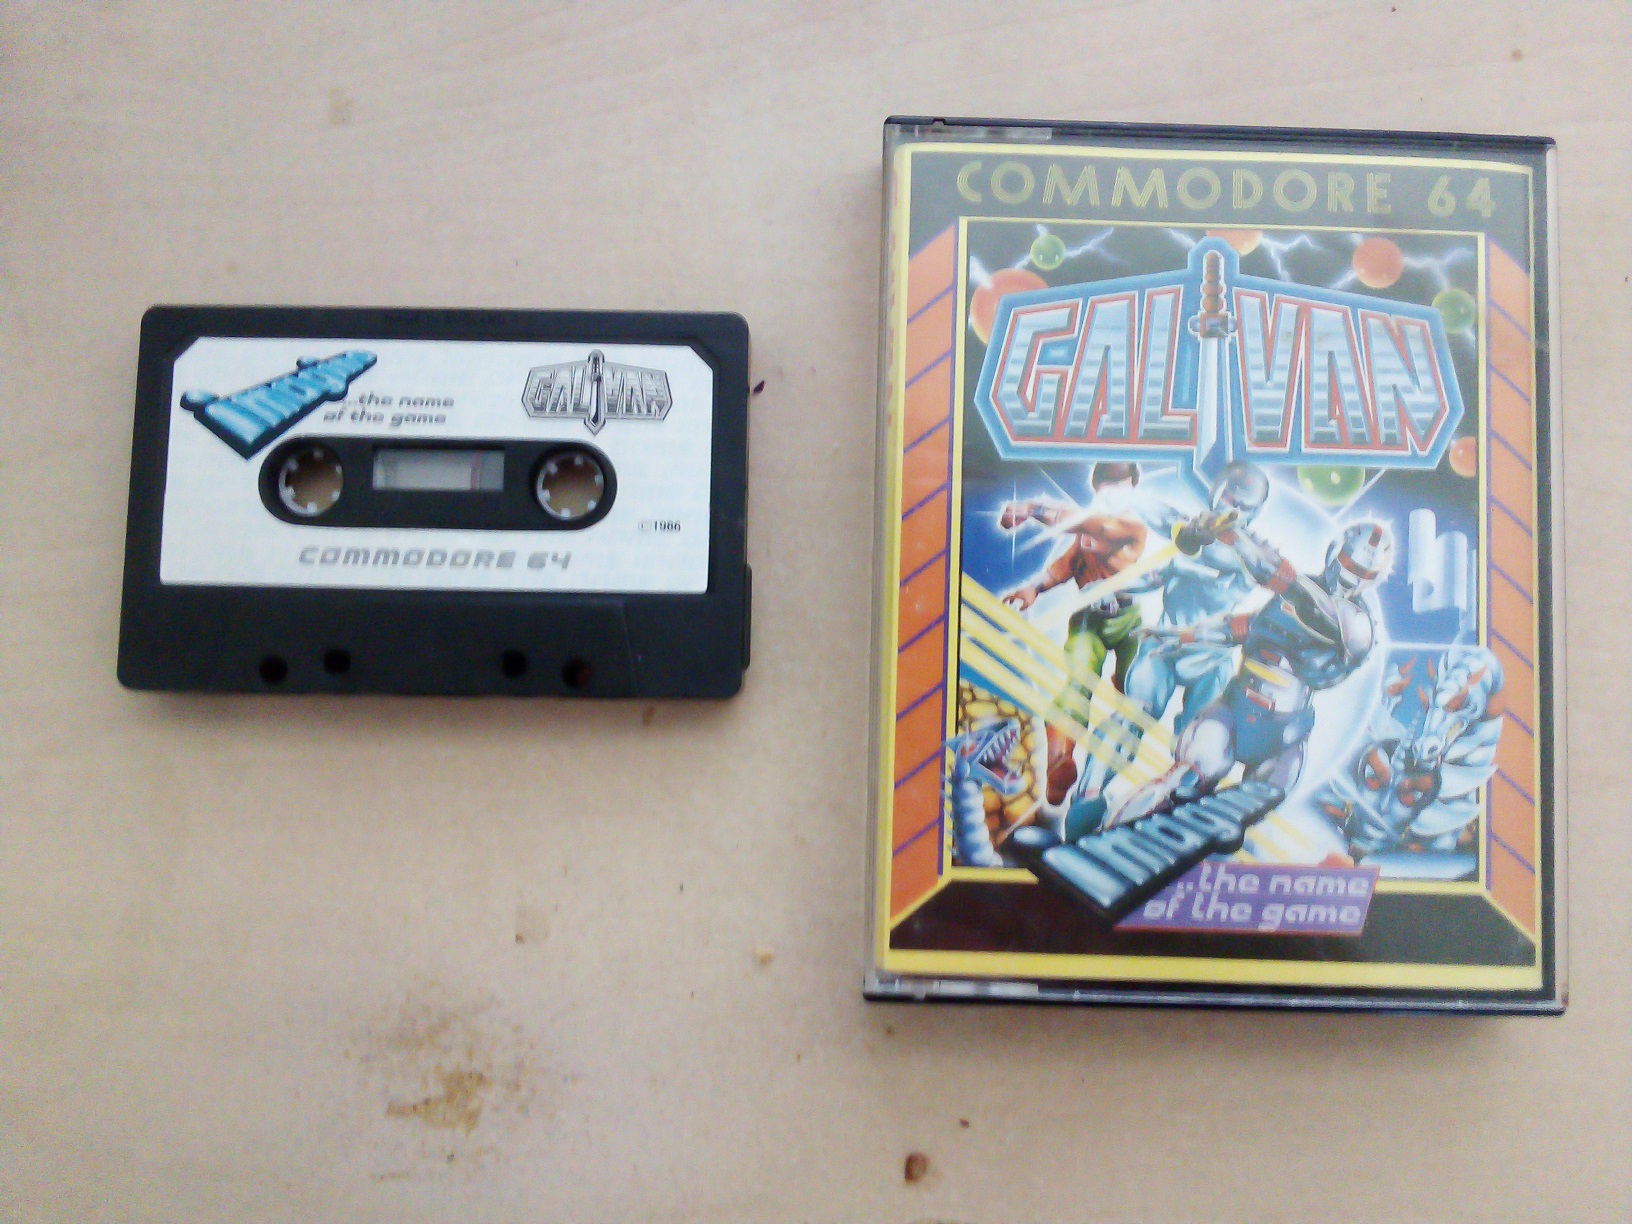 Imagine
...the name
of the game
GALIVAN
©1986
COMMODORE 64
COMMODORE 64
GALIVAN
Imagine
...the name
of the game